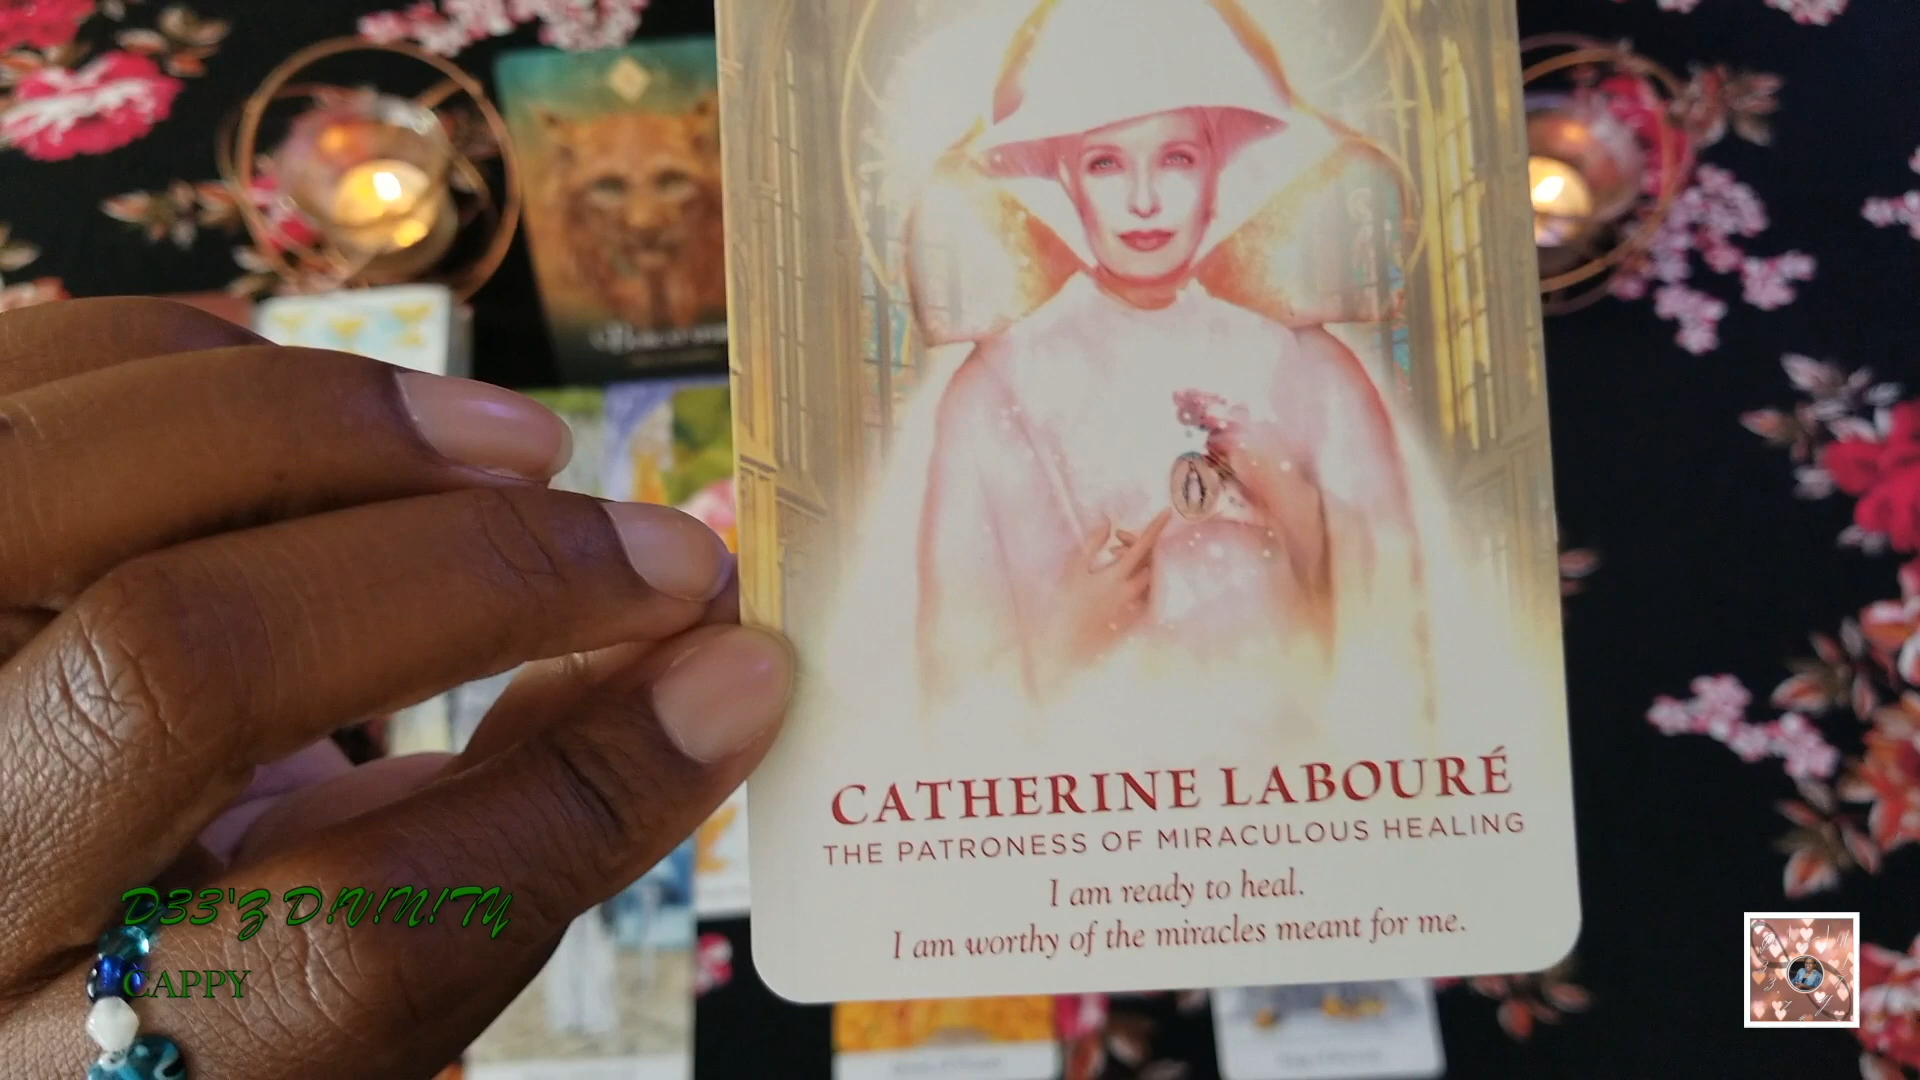 CATHERINE LABOURÉ
THE PATRONESS OF MIRACULOUS HEALING
I am ready to heal.
I am worthy of the miracles meant for me.
D33'Z D!V!N!TY
CAPPY